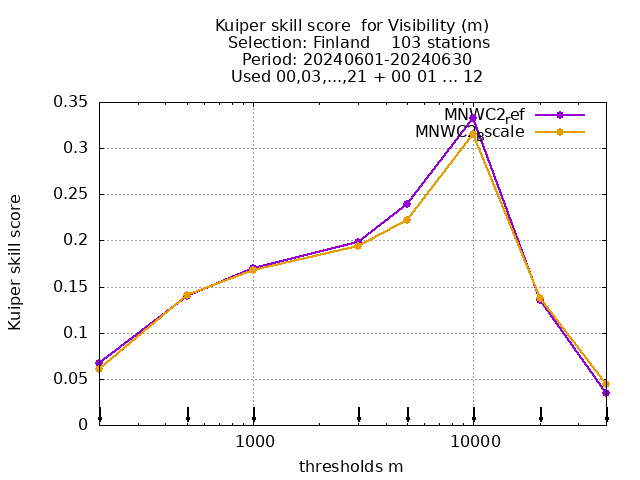 Kuiper skill score  for Visibility (m)
Selection: Finland    103 stations
Period: 20240601-20240630
Used 00,03,...,21 + 00 01 ... 12
MNWC2ref
MNWC2Bscale
Kuiper skill score
0.35
0.3
0.25
0.2
0.15
0.1
0.05
0
1000
10000
thresholds m